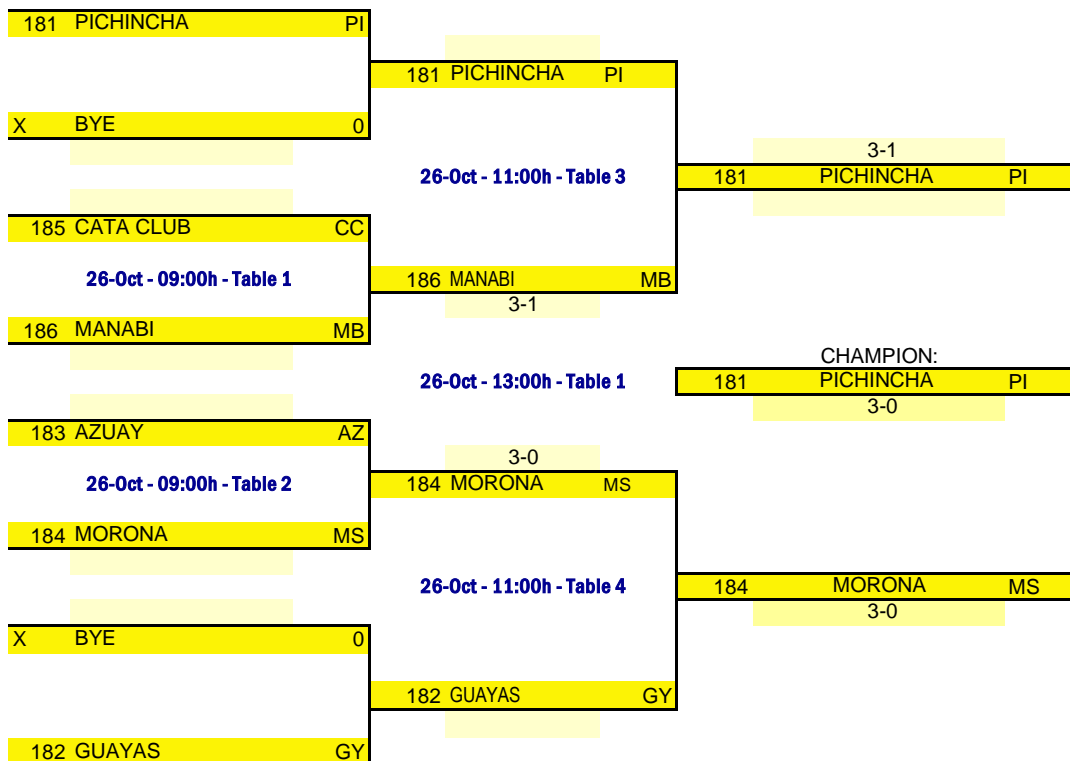 181 PICHINCHA PI
X BYE 0
185 CATA CLUB CC
26-Oct - 09:00h - Table 1
186 MANABI MB
183 AZUAY AZ
26-Oct - 09:00h - Table 2
184 MORONA MS
X BYE 0
182 GUAYAS GY
181 PICHINCHA PI
26-Oct - 11:00h - Table 3
186 MANABI MB
3-1
26-Oct - 13:00h - Table 1
3-0
184 MORONA MS
26-Oct - 11:00h - Table 4
182 GUAYAS GY
3-1
181 PICHINCHA PI
CHAMPION:
181 PICHINCHA PI
3-0
184 MORONA MS
3-0